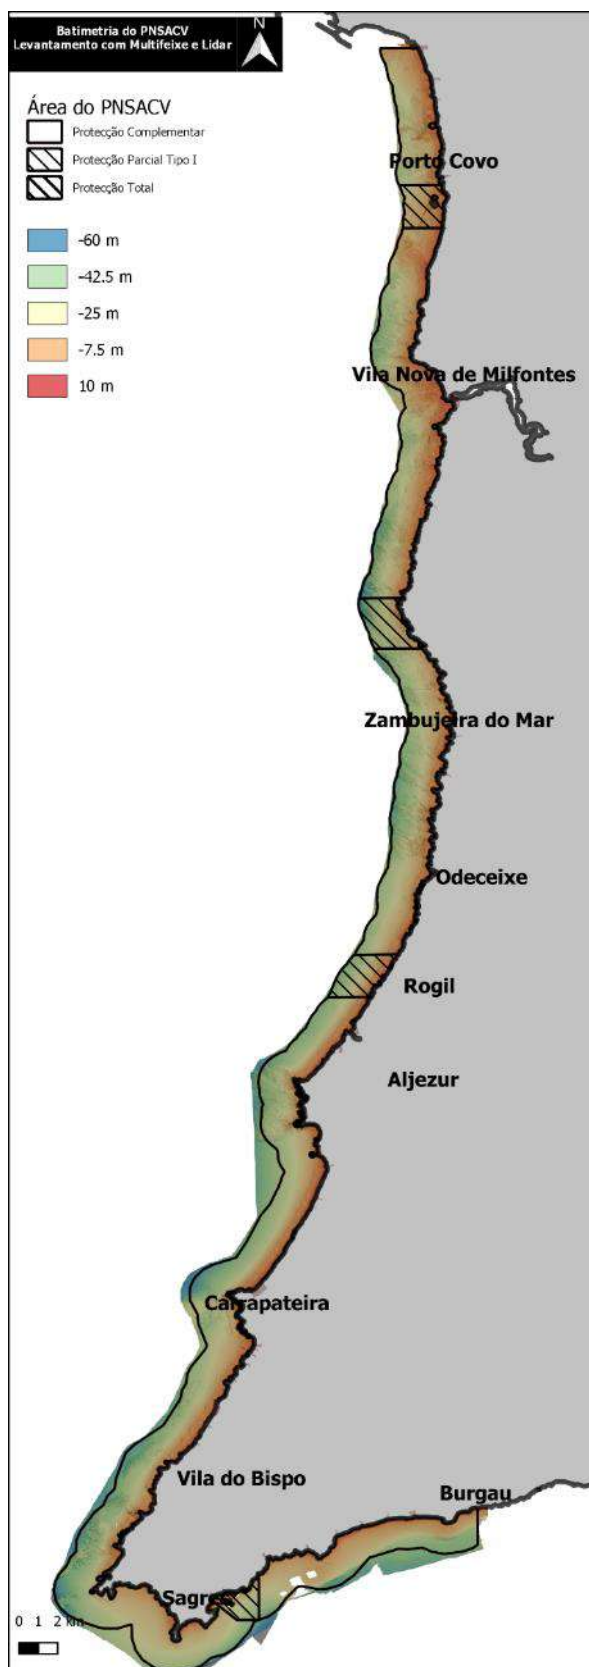 Batimetria do PNSACV
Levantamento com Multifeixe e Lidar
N
Área do PNSACV
Protecção Complementar
Protecção Parcial Tipo I
Protecção Total
-60 m
-42.5 m
-25 m
-7.5 m
10 m
Porto Covo
Vila Nova de Milfontes
Zambujeira do Mar
Odeceixe
Rogil
Aljezur
Carrapateira
Vila do Bispo
Burgau
Sagres
0 1 2 km